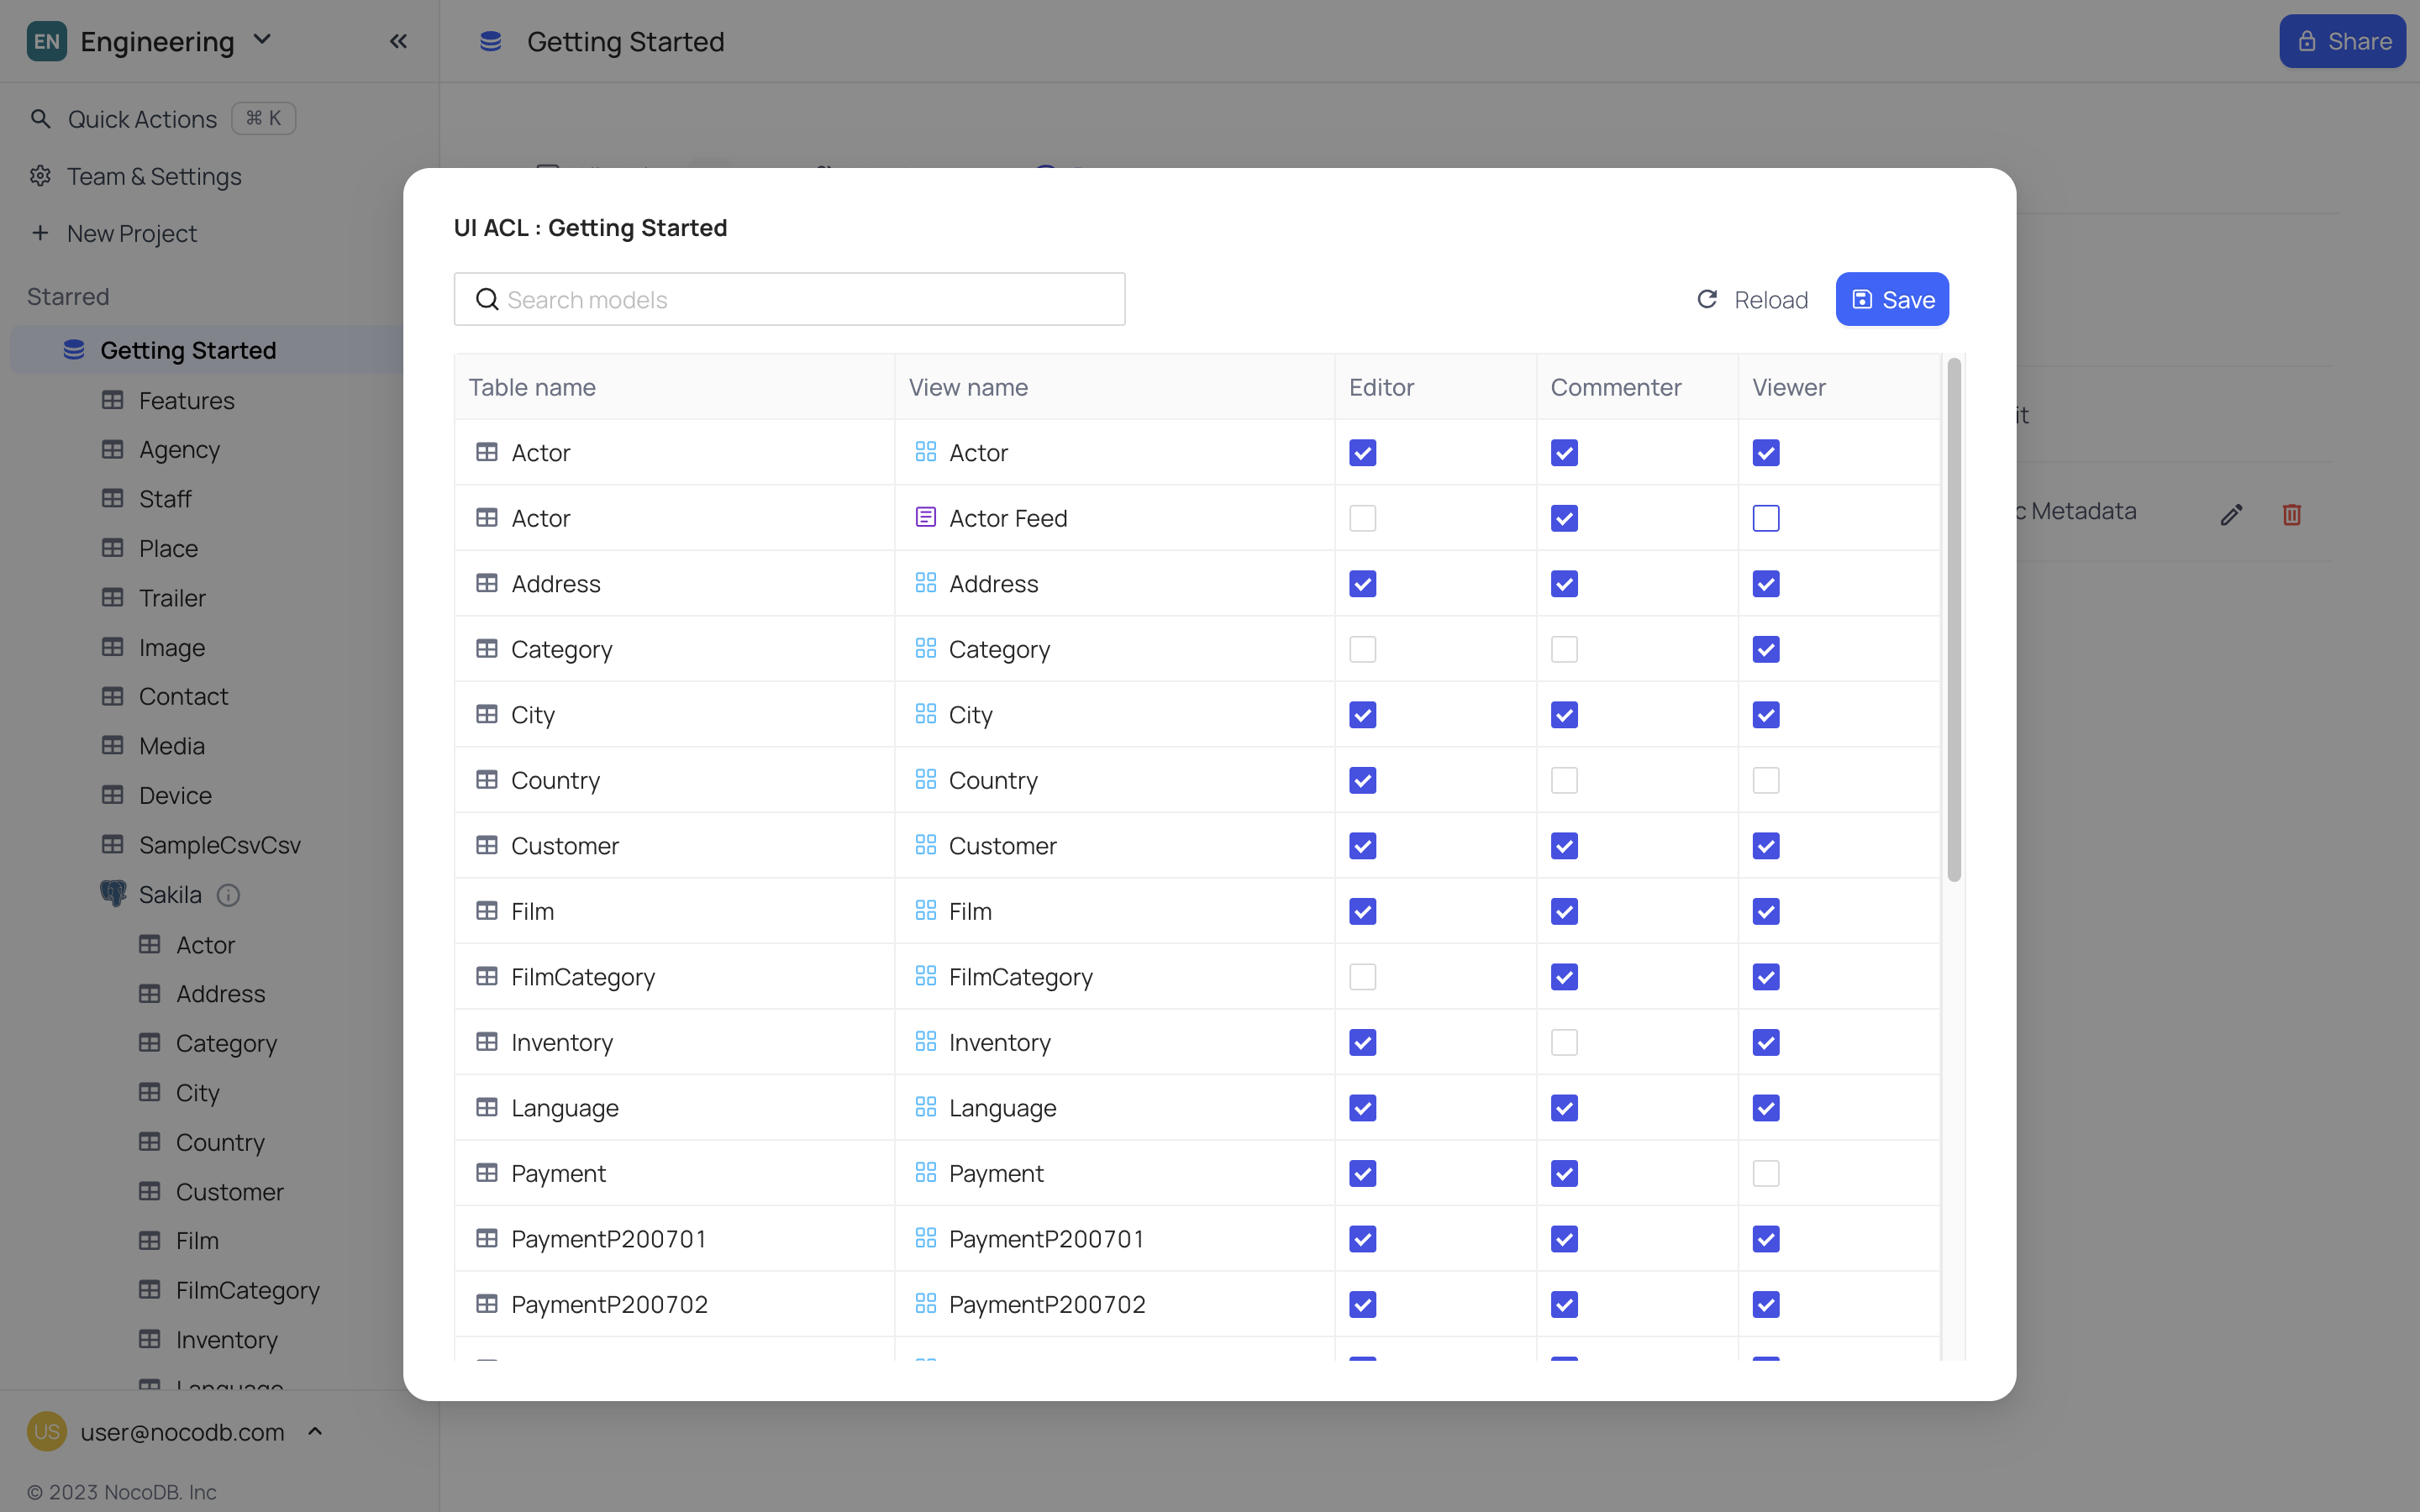 EN Engineering
Getting Started
Share
Quick Actions ⌘ K
Team & Settings
New Project
Starred
Getting Started
Features
Agency
Staff
Place
Trailer
Image
Contact
Media
Device
SampleCsvCsv
Sakila
Actor
Address
Category
City
Country
Customer
Film
FilmCategory
Inventory
Language
US user@nocodb.com
© 2023 NocoDB. Inc
UI ACL : Getting Started
Search models
Reload
Save
Table name View name Editor Commenter Viewer
Actor Actor
Actor Actor Feed
Address Address
Category Category
City City
Country Country
Customer Customer
Film Film
FilmCategory FilmCategory
Inventory Inventory
Language Language
Payment Payment
PaymentP200701 PaymentP200701
PaymentP200702 PaymentP200702
Metadata